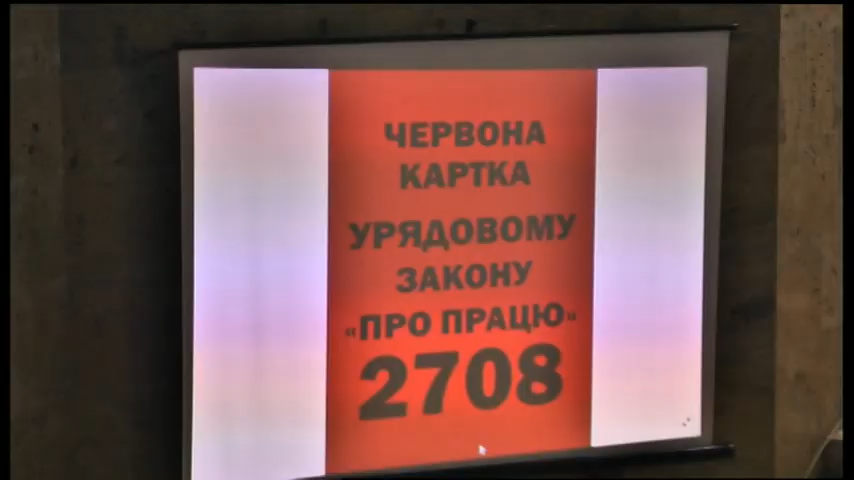 ЧЕРВОНА
КАРТКА
УРЯДОВОМУ
ЗАКОНУ
«ПРО ПРАЦЮ»
2708